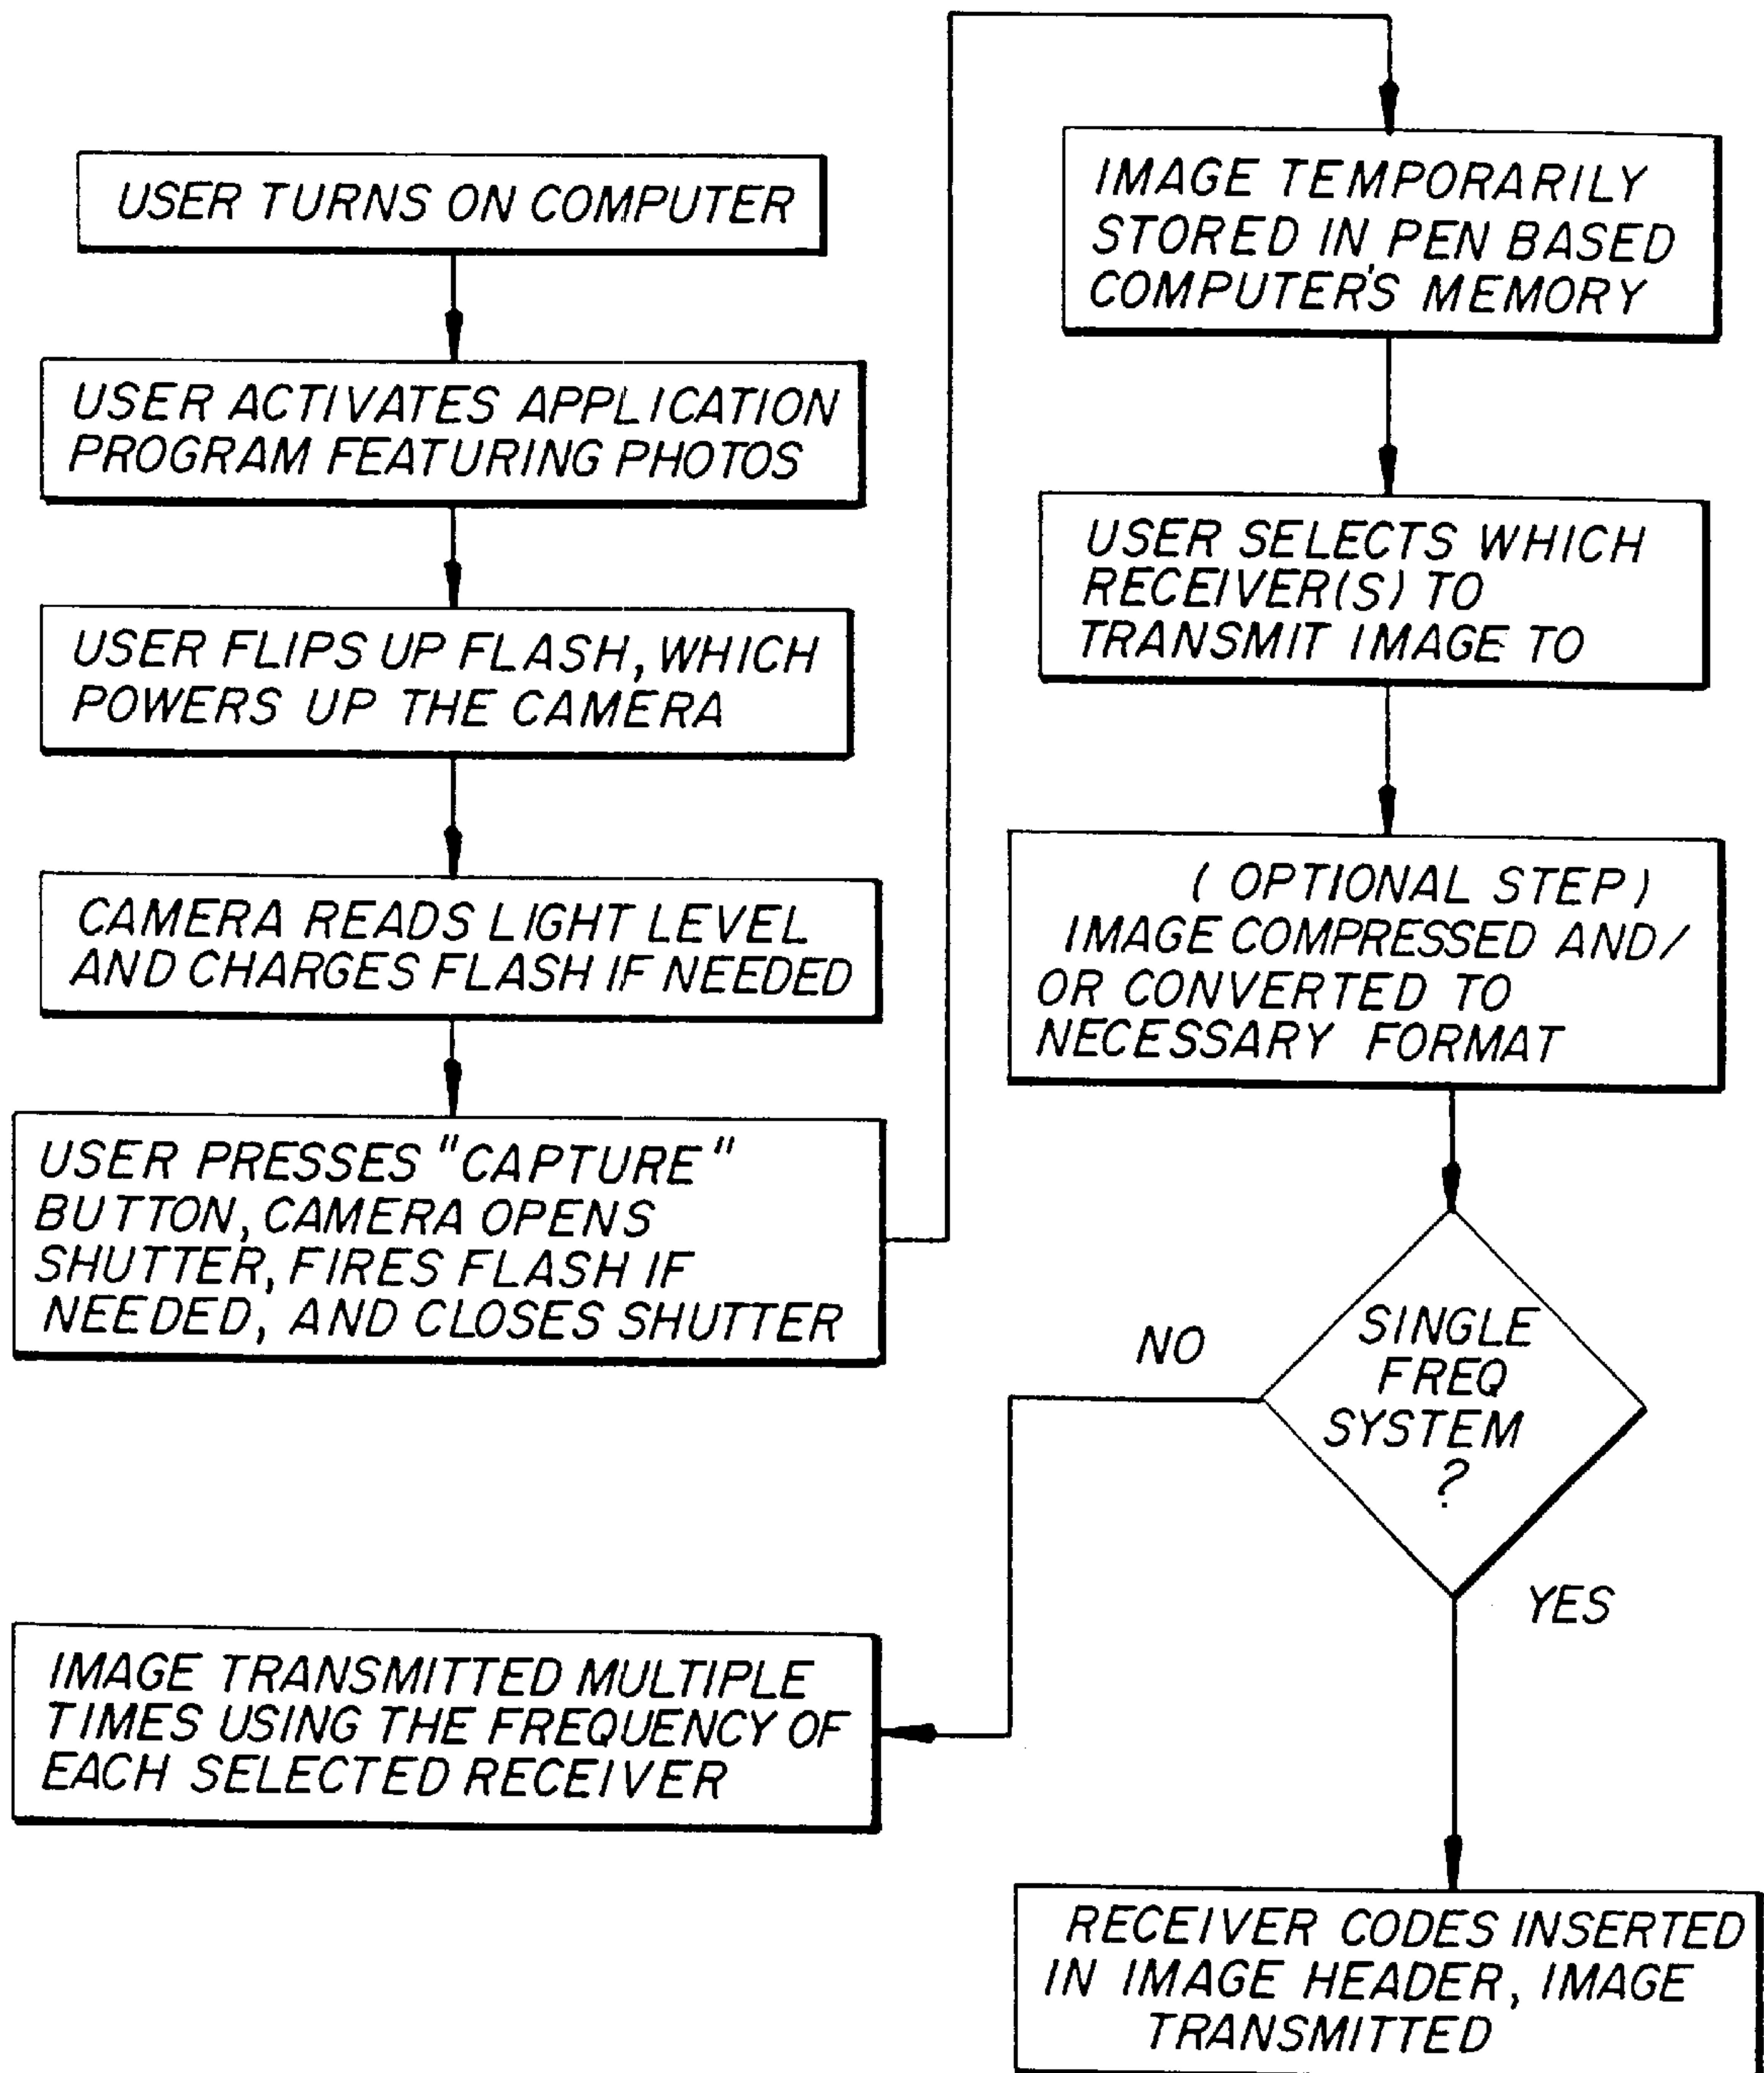 USER TURNS ON COMPUTER
USER ACTIVATES APPLICATION
PROGRAM FEATURING PHOTOS
USER FLIPS UP FLASH, WHICH
POWERS UP THE CAMERA
CAMERA READS LIGHT LEVEL
AND CHARGES FLASH IF NEEDED
USER PRESSES "CAPTURE"
BUTTON, CAMERA OPENS
SHUTTER, FIRES FLASH IF
NEEDED, AND CLOSES SHUTTER
IMAGE TEMPORARILY
STORED IN PEN BASED
COMPUTER'S MEMORY
USER SELECTS WHICH
RECEIVER(S) TO
TRANSMIT IMAGE TO
(OPTIONAL STEP)
IMAGE COMPRESSED AND/
OR CONVERTED TO
NECESSARY FORMAT
SINGLE
FREQ
SYSTEM
?
NO
YES
IMAGE TRANSMITTED MULTIPLE
TIMES USING THE FREQUENCY OF
EACH SELECTED RECEIVER
RECEIVER CODES INSERTED
IN IMAGE HEADER, IMAGE
TRANSMITTED